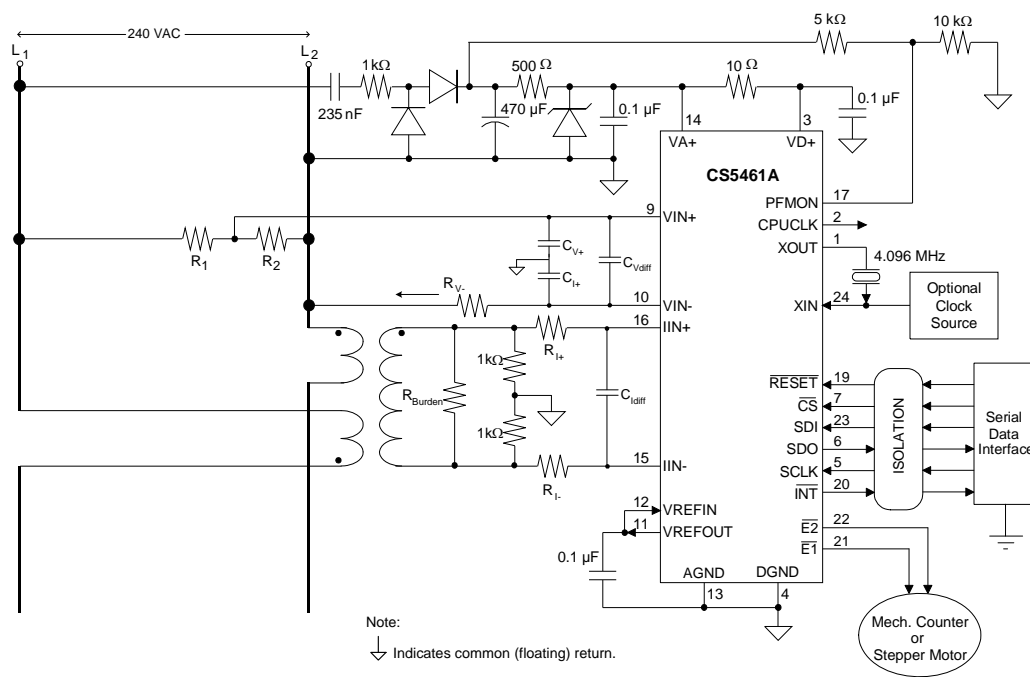 L1
240 VAC
L2
5 kΩ
10 kΩ
1kΩ
500 Ω
10 Ω
235 nF
470 µF
0.1 µF
0.1 µF
14
3
VA+
VD+
CS5461A
17
PFMON
2
CPUCLK
1
XOUT
4.096 MHz
24
XIN
Optional
Clock
Source
9
VIN+
R1
R2
CV+
CI+
CVdiff
RV-
10
VIN-
16
IIN+
RI+
1kΩ
RBurden
CIdiff
1kΩ
15
IIN-
RI-
RESET
19
CS
7
SDI
23
SDO
6
SCLK
5
INT
20
ISOLATION
Serial
Data
Interface
12
VREFIN
11
VREFOUT
E2
22
E1
21
0.1 µF
AGND
DGND
13
4
Mech. Counter
or
Stepper Motor
Note:
Indicates common (floating) return.